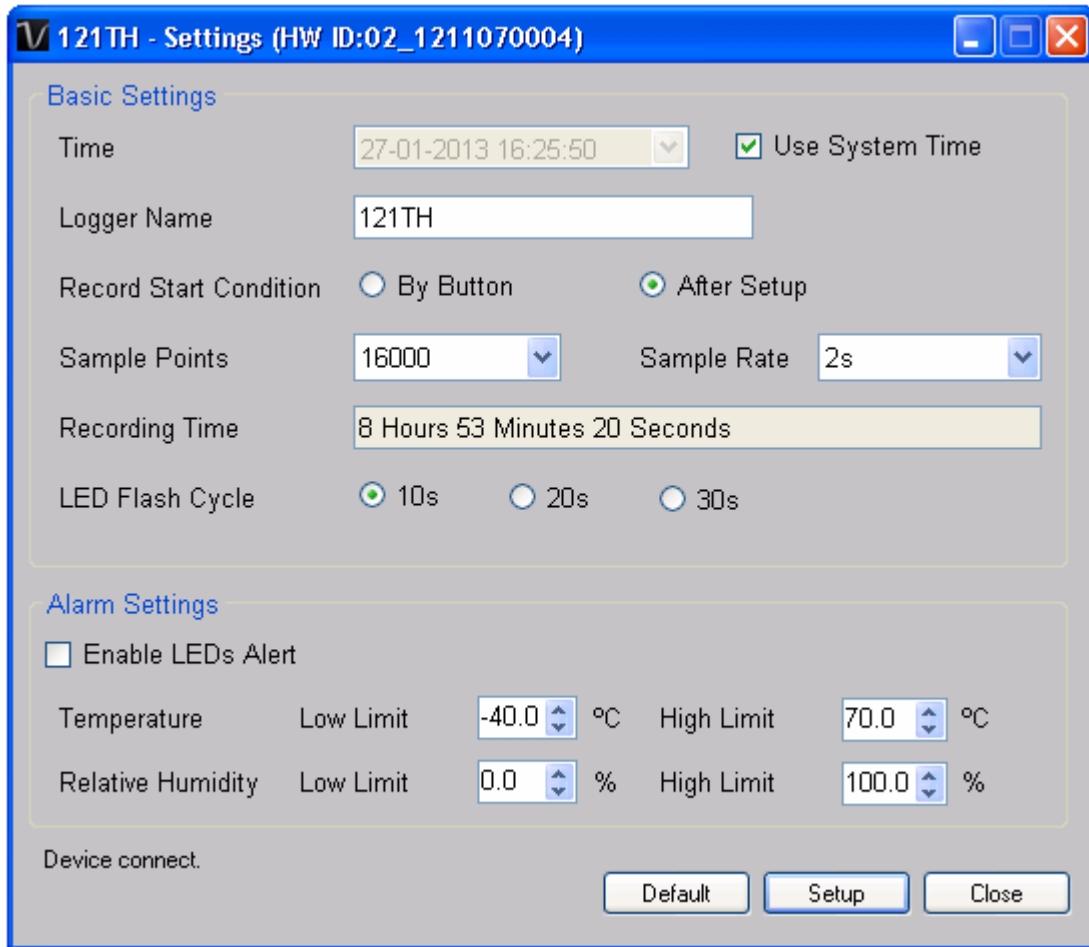 121TH - Settings (HW ID:02_1211070004)
Basic Settings
Time 27-01-2013 16:25:50 Use System Time
Logger Name 121TH
Record Start Condition By Button After Setup
Sample Points 16000 Sample Rate 2s
Recording Time 8 Hours 53 Minutes 20 Seconds
LED Flash Cycle 10s 20s 30s
Alarm Settings
Enable LEDs Alert
Temperature Low Limit -40.0 ºC High Limit 70.0 ºC
Relative Humidity Low Limit 0.0 % High Limit 100.0 %
Device connect.
Default Setup Close